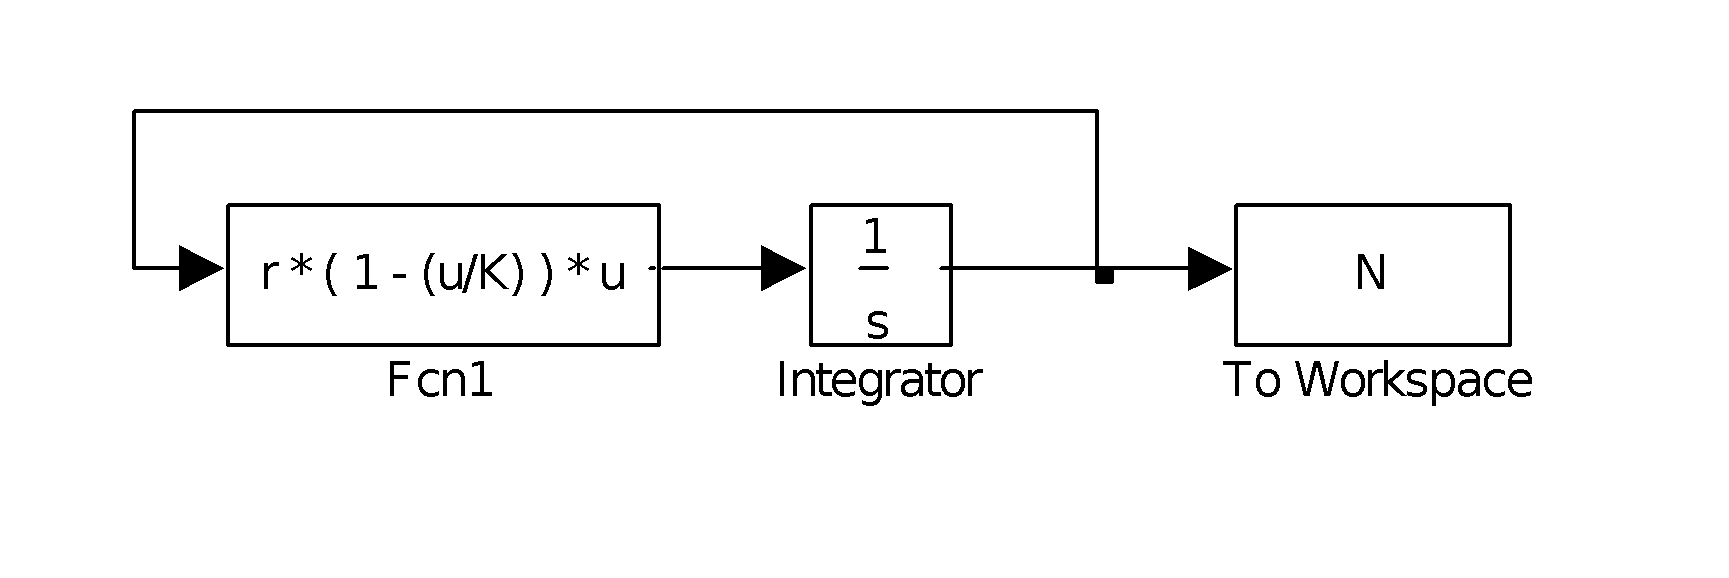 r*(1-(u/K))*u
1
s
N
Fcn1
Integrator
To Workspace